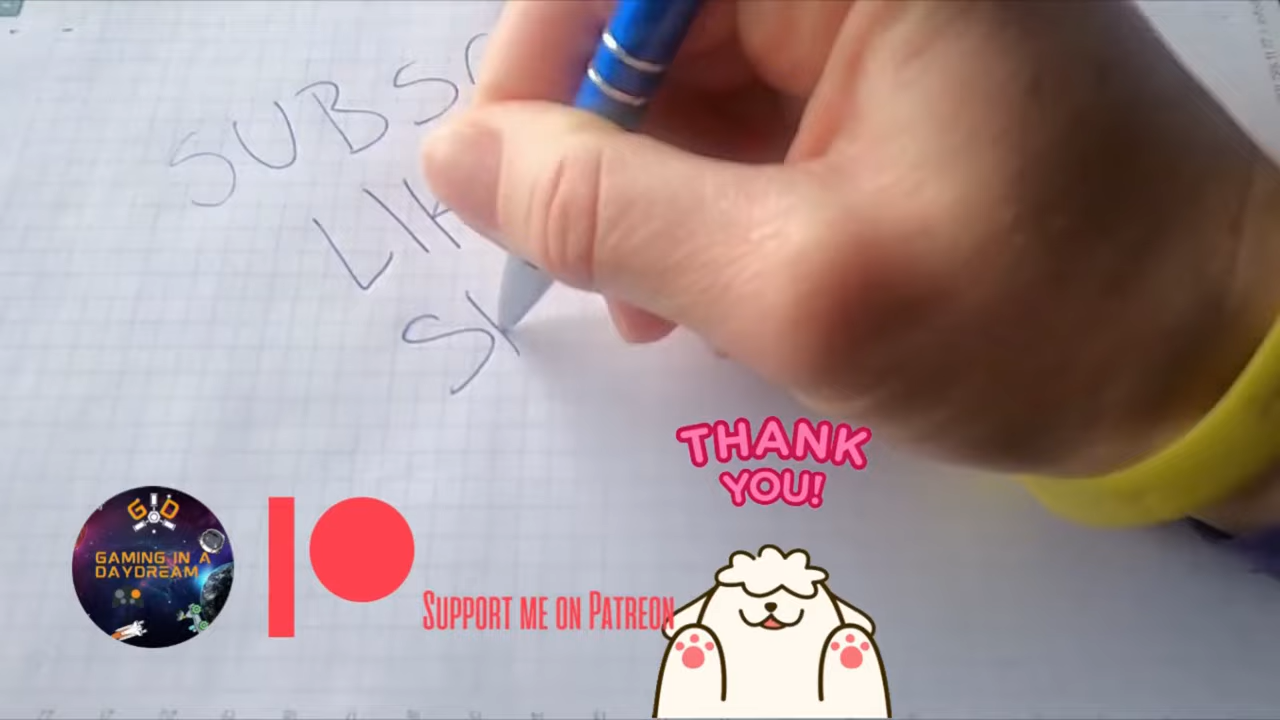 SUBSC
LIK
SH
THANK
YOU!
G D
GAMING IN A
DAYDREAM
SUPPORT ME ON PATREON